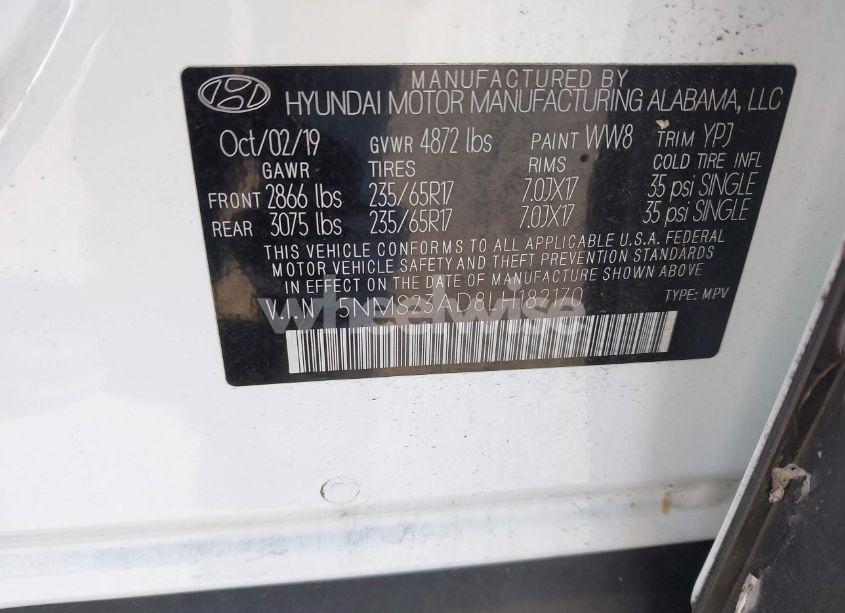 MANUFACTURED BY
HYUNDAI MOTOR MANUFACTURING ALABAMA, LLC
Oct/02/19 GVWR 4872 lbs PAINT WW8 TRIM YPJ
GAWR TIRES RIMS COLD TIRE INFL
FRONT 2866 lbs 235/65R17 7.0JX17 35 psi SINGLE
REAR 3075 lbs 235/65R17 7.0JX17 35 psi SINGLE
THIS VEHICLE CONFORMS TO ALL APPLICABLE U.S.A. FEDERAL
MOTOR VEHICLE SAFETY AND THEFT PREVENTION STANDARDS
IN EFFECT ON THE DATE OF MANUFACTURE SHOWN ABOVE
V.I.N 5NMS23AD8LH182170 TYPE: MPV
wheelwise